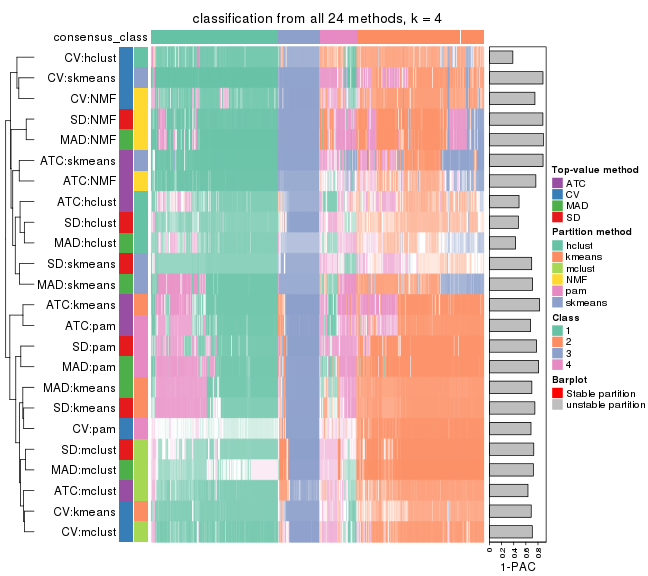 classification from all 24 methods, k = 4
consensus_class
CV:hclust
CV:skmeans
CV:NMF
SD:NMF
MAD:NMF
ATC:skmeans
ATC:NMF
ATC:hclust
SD:hclust
MAD:hclust
SD:skmeans
MAD:skmeans
ATC:kmeans
ATC:pam
SD:pam
MAD:pam
MAD:kmeans
SD:kmeans
CV:pam
SD:mclust
MAD:mclust
ATC:mclust
CV:kmeans
CV:mclust
0
0.2
0.4
0.6
0.8
1-PAC
Top-value method
ATC
CV
MAD
SD
Partition method
hclust
kmeans
mclust
NMF
pam
skmeans
Class
1
2
3
4
Barplot
Stable partition
unstable partition